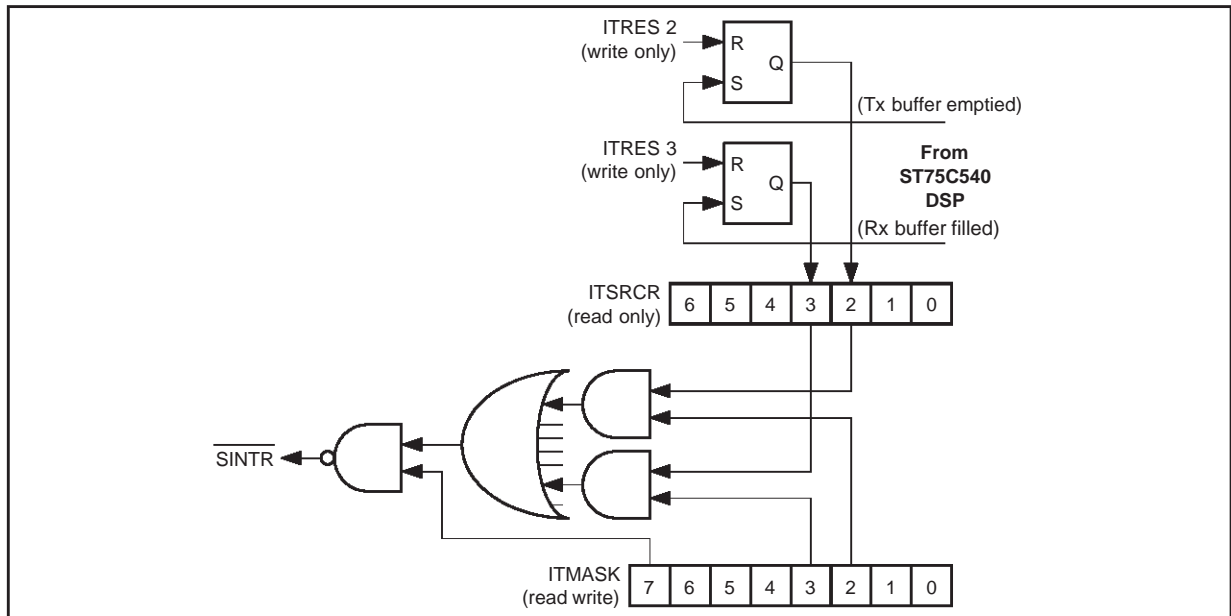 ITRES 2
(write only)
R
Q
S
(Tx buffer emptied)
ITRES 3
(write only)
R
Q
S
From
ST75C540
DSP
(Rx buffer filled)
ITSRCR
(read only)
6 5 4 3 2 1 0
SINTR
ITMASK
(read write)
7 6 5 4 3 2 1 0